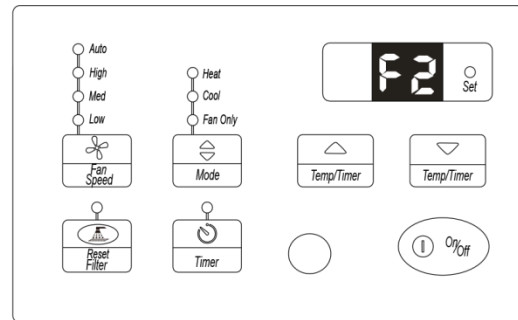 Auto
High
Med
Low
Heat
Cool
Fan Only
F2
Set
Fan
Speed
Mode
Temp/Timer
Temp/Timer
Reset
Filter
Timer
On/Off